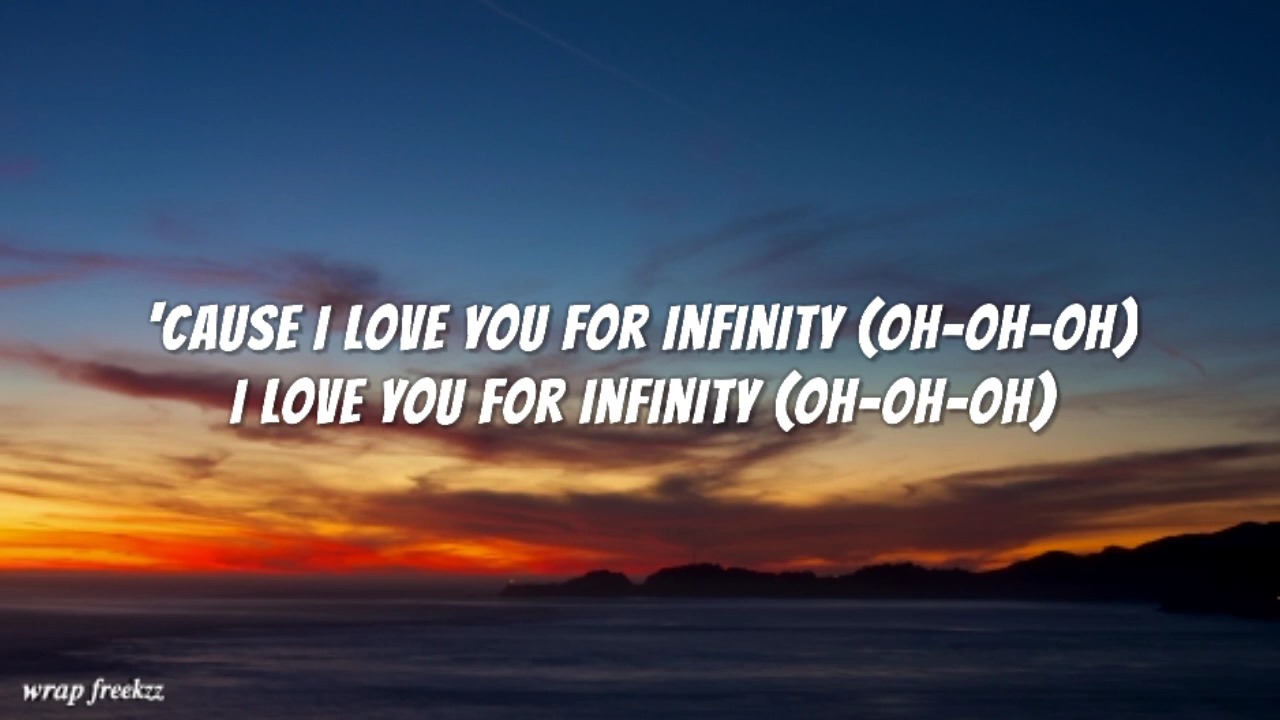 'CAUSE I LOVE YOU FOR INFINITY (OH-OH-OH)
I LOVE YOU FOR INFINITY (OH-OH-OH)
wrap freekzz